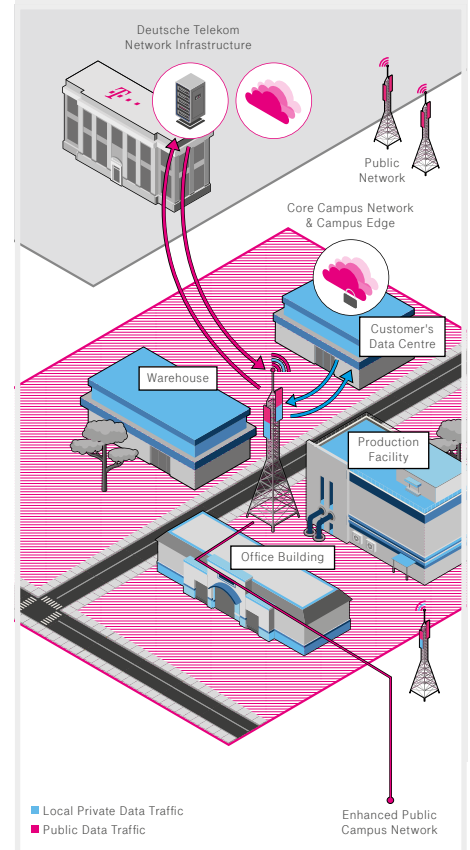 Deutsche Telekom
Network Infrastructure
T
Public
Network
Core Campus Network
& Campus Edge
Customer's
Data Centre
Warehouse
Production
Facility
Office Building
Local Private Data Traffic
Public Data Traffic
Enhanced Public
Campus Network